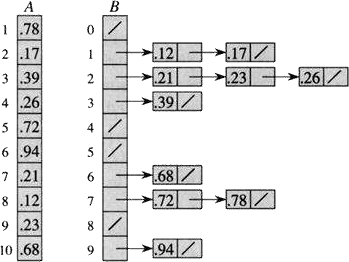 A B
1 .78 0 /
2 .17 1 .12 .17 /
3 .39 2 .21 .23 .26 /
4 .26 3 .39 /
5 .72 4 /
6 .94 5 /
7 .21 6 .68 /
8 .12 7 .72 .78 /
9 .23 8 /
10 .68 9 .94 /